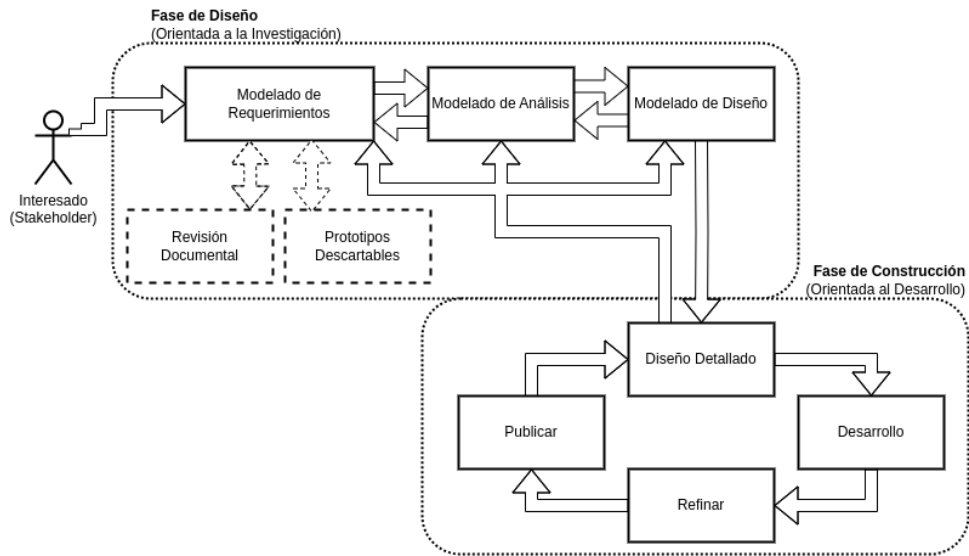 Fase de Diseño
(Orientada a la Investigación)
Modelado de
Requerimientos
Modelado de Análisis
Modelado de Diseño
Interesado
(Stakeholder)
Revisión
Documental
Prototipos
Descartables
Fase de Construcción
(Orientada al Desarrollo)
Diseño Detallado
Publicar
Desarrollo
Refinar